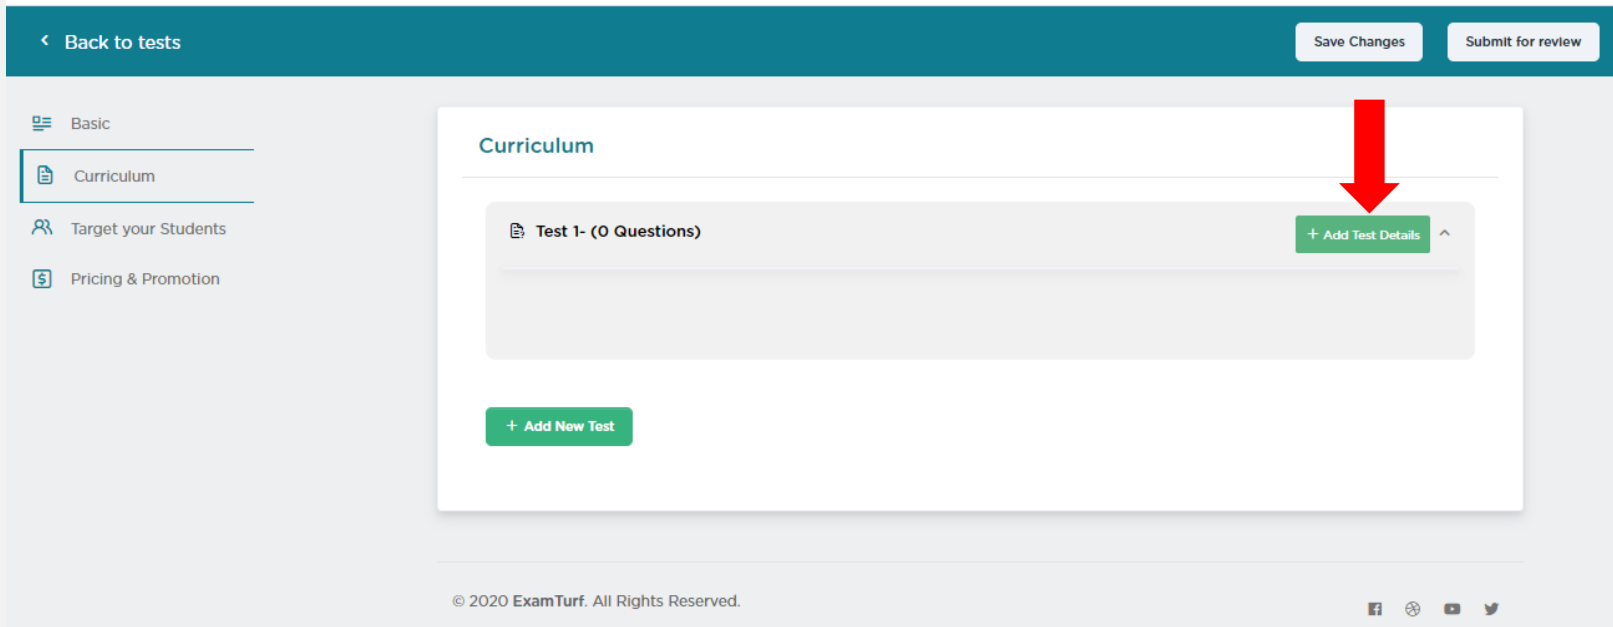 Back to tests
Save Changes
Submit for review
Basic
Curriculum
Target your Students
Pricing & Promotion
Curriculum
Test 1- (0 Questions)
+ Add Test Details
+ Add New Test
© 2020 ExamTurf. All Rights Reserved.